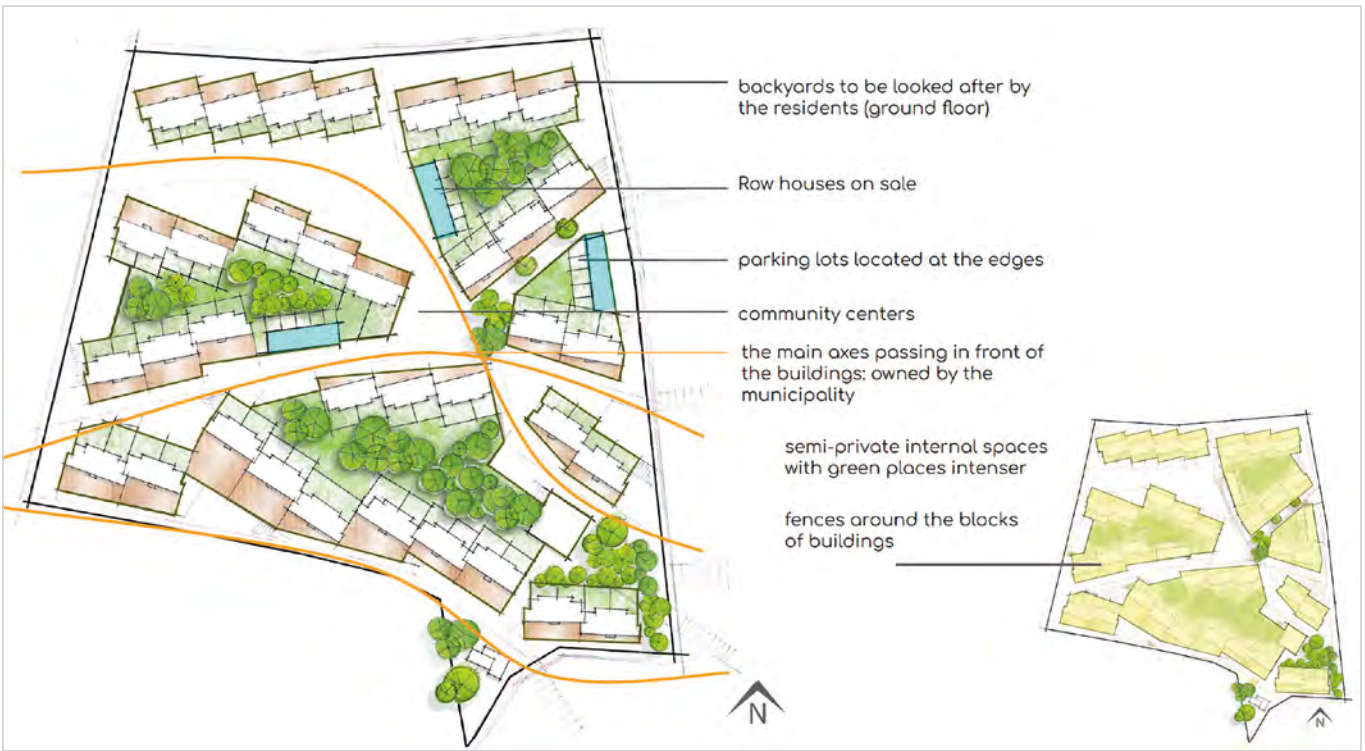 backyards to be looked after by
the residents (ground floor)
Row houses on sale
parking lots located at the edges
community centers
the main axes passing in front of
the buildings: owned by the
municipality
semi-private internal spaces
with green places intenser
fences around the blocks
of buildings
N
N